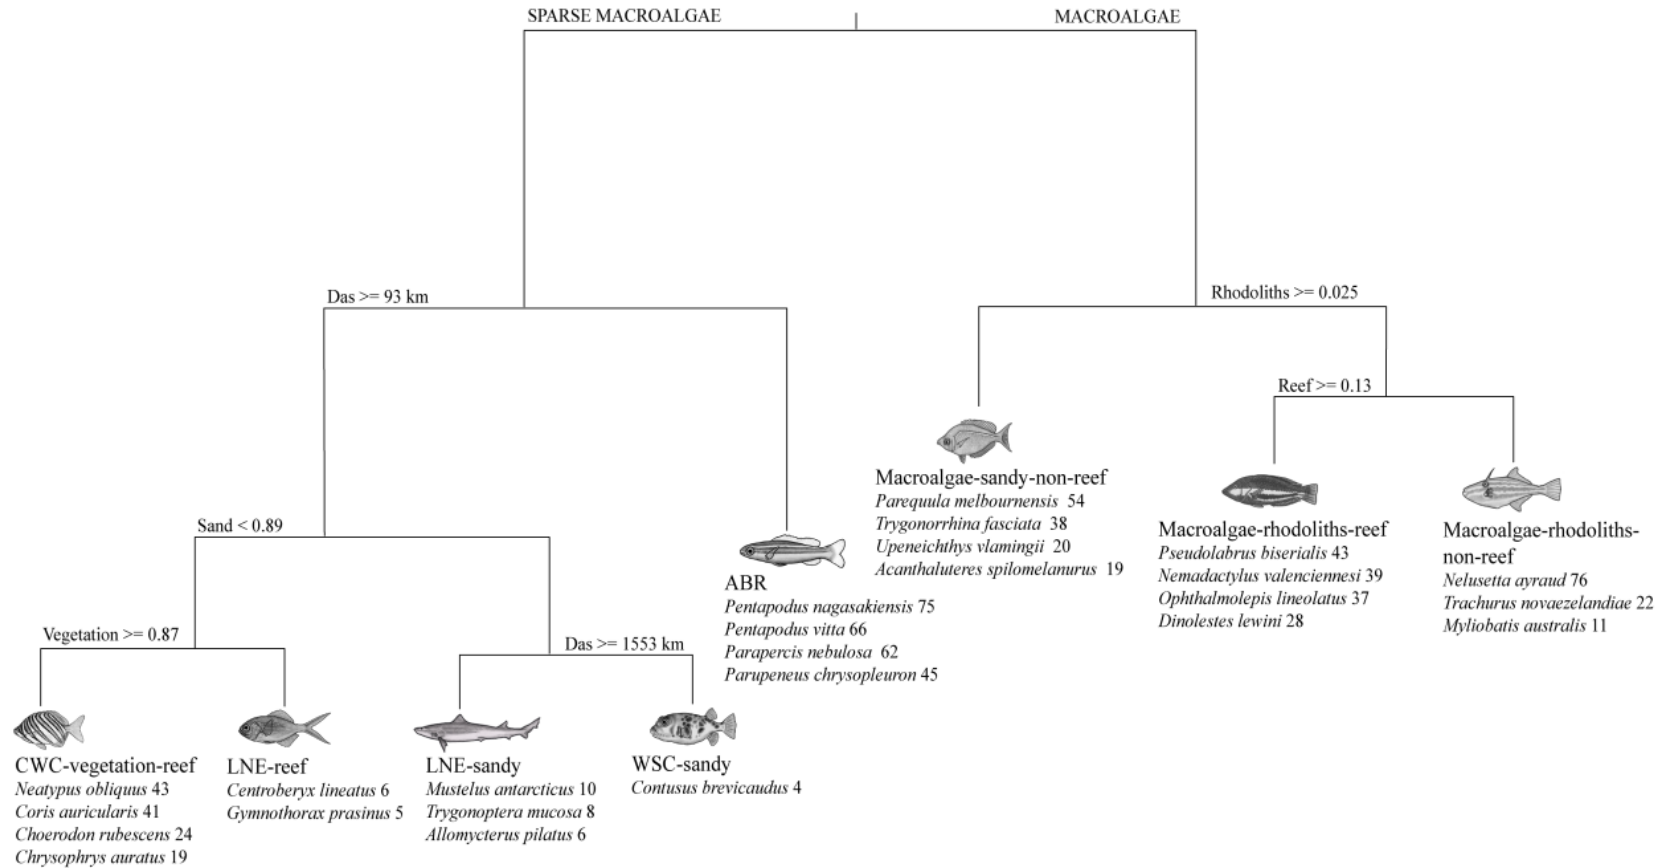 SPARSE MACROALGAE
MACROALGAE
Das >= 93 km
Rhodoliths >= 0.025
Reef >= 0.13
Sand < 0.89
Vegetation >= 0.87
Das >= 1553 km
Macroalgae-sandy-non-reef
Parequula melbournensis 54
Trygonorrhina fasciata 38
Upeneichthys vlamingii 20
Acanthaluteres spilomelanurus 19
Macroalgae-rhodoliths-reef
Pseudolabrus biserialis 43
Nemadactylus valenciennesi 39
Ophthalmolepis lineolatus 37
Dinolestes lewini 28
Macroalgae-rhodoliths-
non-reef
Nelusetta ayraud 76
Trachurus novaezelandiae 22
Myliobatis australis 11
ABR
Pentapodus nagasakiensis 75
Pentapodus vitta 66
Parapercis nebulosa 62
Parupeneus chrysopleuron 45
CWC-vegetation-reef
Neatypus obliquus 43
Coris auricularis 41
Choerodon rubescens 24
Chrysophrys auratus 19
LNE-reef
Centroberyx lineatus 6
Gymnothorax prasinus 5
LNE-sandy
Mustelus antarcticus 10
Trygonoptera mucosa 8
Allomycterus pilatus 6
WSC-sandy
Contusus brevicaudus 4